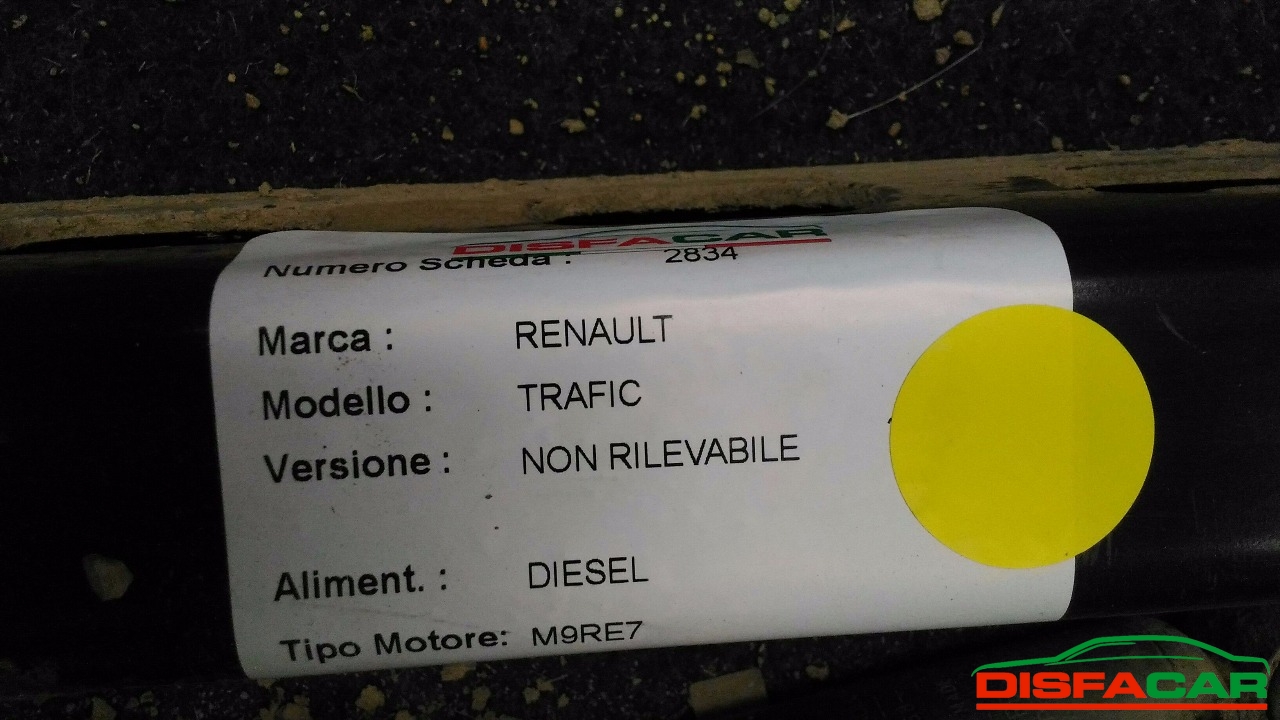 DISFACAR
Numero Scheda : 2834
Marca : RENAULT
Modello : TRAFIC
Versione : NON RILEVABILE
Aliment. : DIESEL
Tipo Motore: M9RE7
DISFACAR